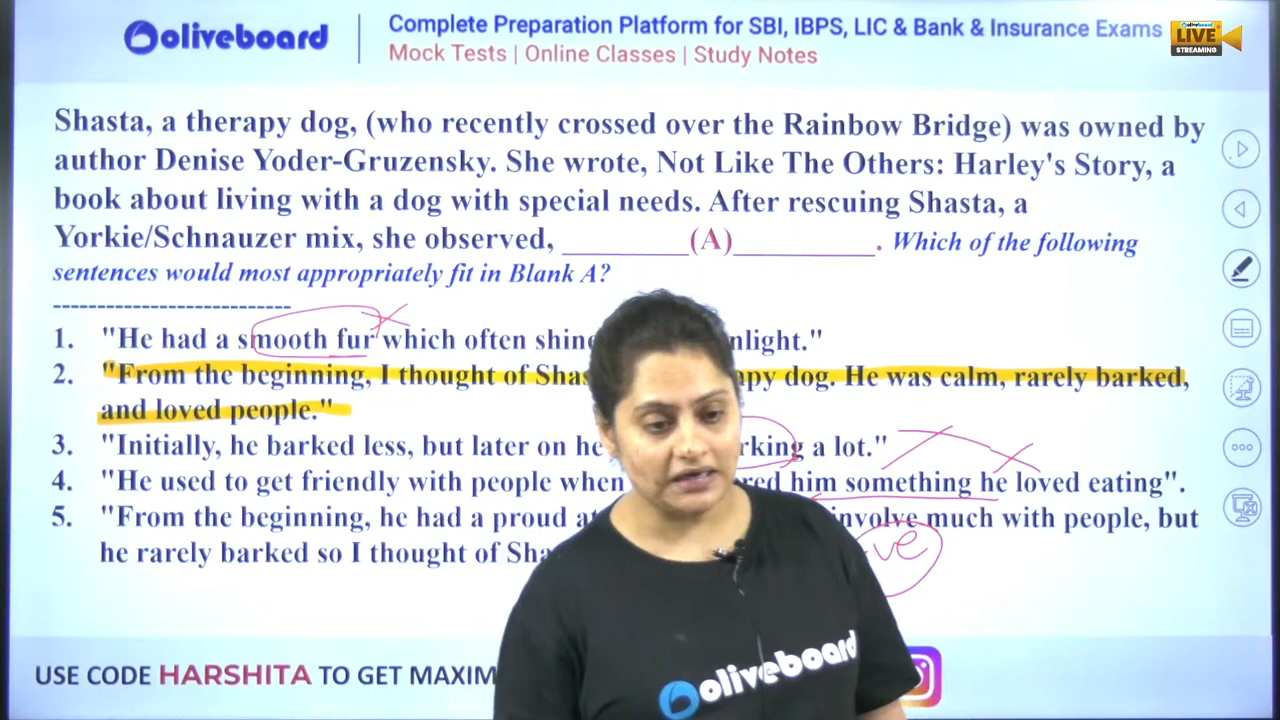 oliveboard
Complete Preparation Platform for SBI, IBPS, LIC & Bank & Insurance Exams
Mock Tests | Online Classes | Study Notes
oliveboard
LIVE
STREAMING
Shasta, a therapy dog, (who recently crossed over the Rainbow Bridge) was owned by
author Denise Yoder-Gruzensky. She wrote, Not Like The Others: Harley's Story, a
book about living with a dog with special needs. After rescuing Shasta, a
Yorkie/Schnauzer mix, she observed, _________(A)__________. Which of the following
sentences would most appropriately fit in Blank A?
----------------------------
1. "He had a smooth fur which often nlight."
2. "From the beginning, I thought of py dog. He was calm, rarely barked,
and loved people."
3. "Initially, he barked less, but later on he rking a lot."
4. "He used to get friendly with people when red him something he loved eating".
5. "From the beginning, he had a proud involve much with people, but
he rarely barked so I thought of
ve
USE CODE HARSHITA TO GET
oliveboard